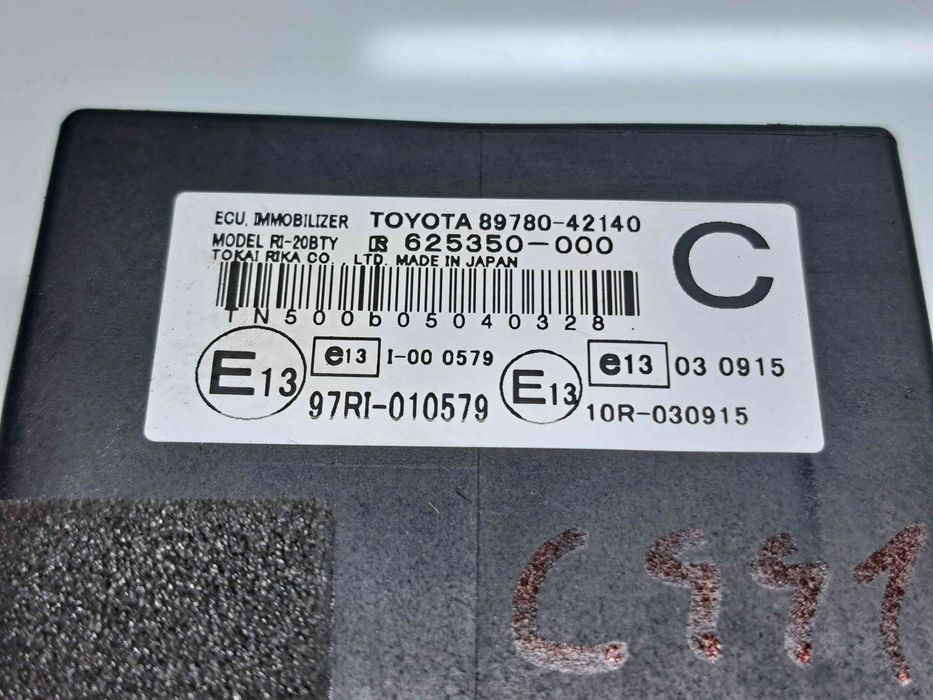 ECU, IMMOBILIZER TOYOTA 89780-42140
MODEL RI-20BTY R 625350-000
TOKAI RIKA CO., LTD. MADE IN JAPAN
C
TN500b05040328
E13 e13 I-00 0579
97RI-010579
E13 e13 03 0915
10R-030915